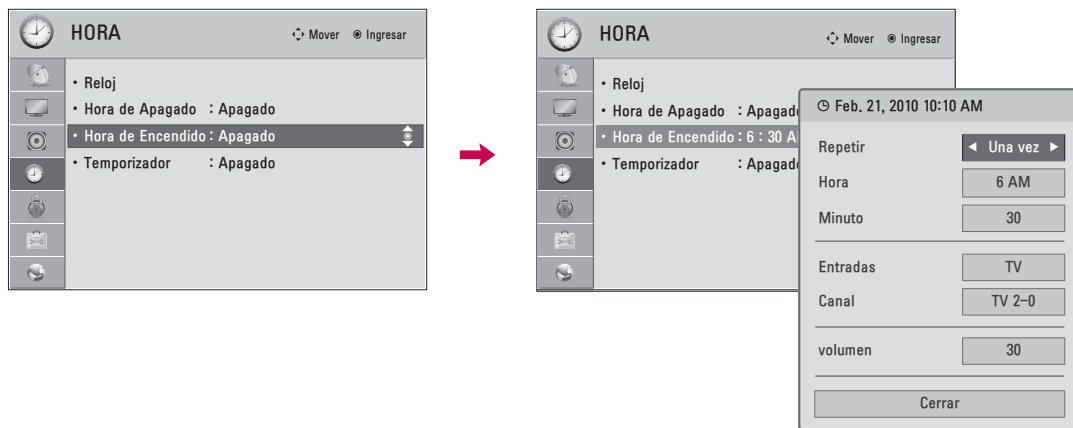 HORA
Mover Ingresar
• Reloj
• Hora de Apagado : Apagado
• Hora de Encendido : Apagado
• Temporizador : Apagado
HORA
Mover Ingresar
• Reloj
• Hora de Apagado : Apagad
• Hora de Encendido : 6 : 30 A
• Temporizador : Apagad
Feb. 21, 2010 10:10 AM
Repetir ◀ Una vez ▶
Hora 6 AM
Minuto 30
Entradas TV
Canal TV 2-0
volumen 30
Cerrar